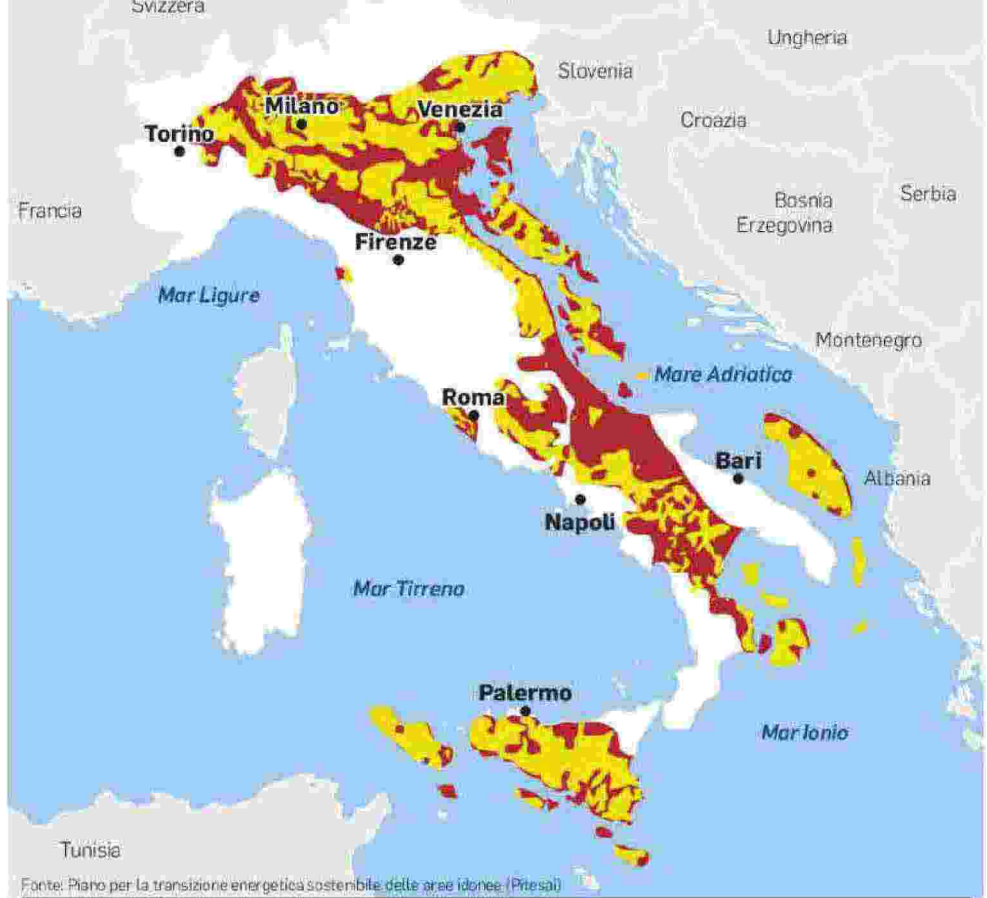 Svizzera
Ungheria
Slovenia
Milano
Venezia
Croazia
Torino
Francia
Bosnia
Erzegovina
Serbia
Firenze
Mar Ligure
Montenegro
Mare Adriatico
Roma
Bari
Albania
Napoli
Mar Tirreno
Palermo
Mar Ionio
Tunisia
Fonte: Piano per la transizione energetica sostenibile delle aree idonee (Pitesai)